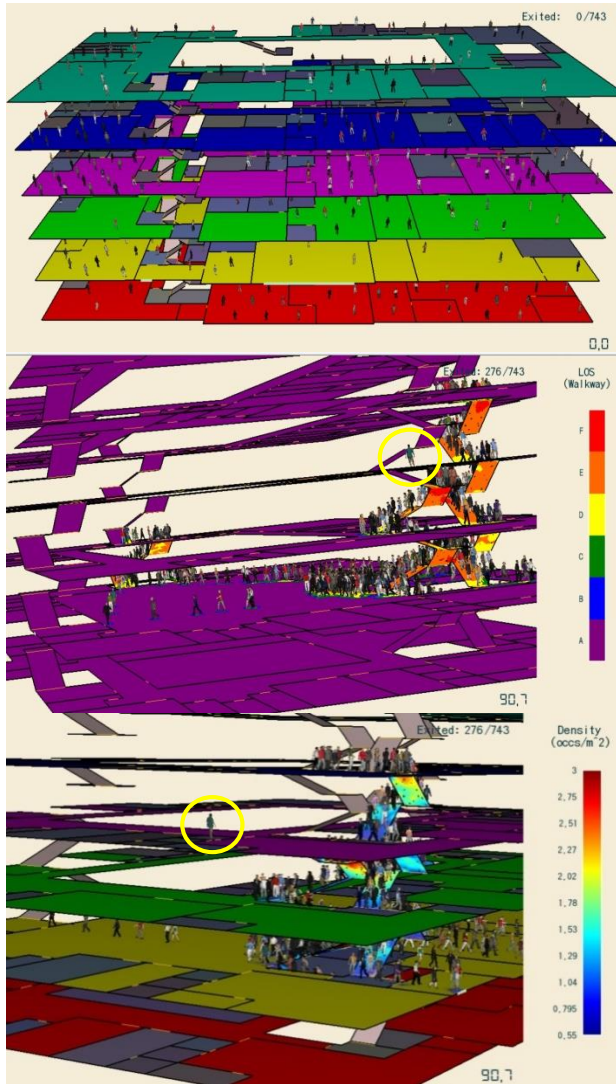 Exited: 0/743
0,0
Exited: 276/743
LOS
(Walkway)
F
E
D
C
B
A
90,7
Exited: 276/743
Density
(occs/m^2)
3
2,75
2,51
2,27
2,02
1,78
1,53
1,29
1,04
0,795
0,55
90,7